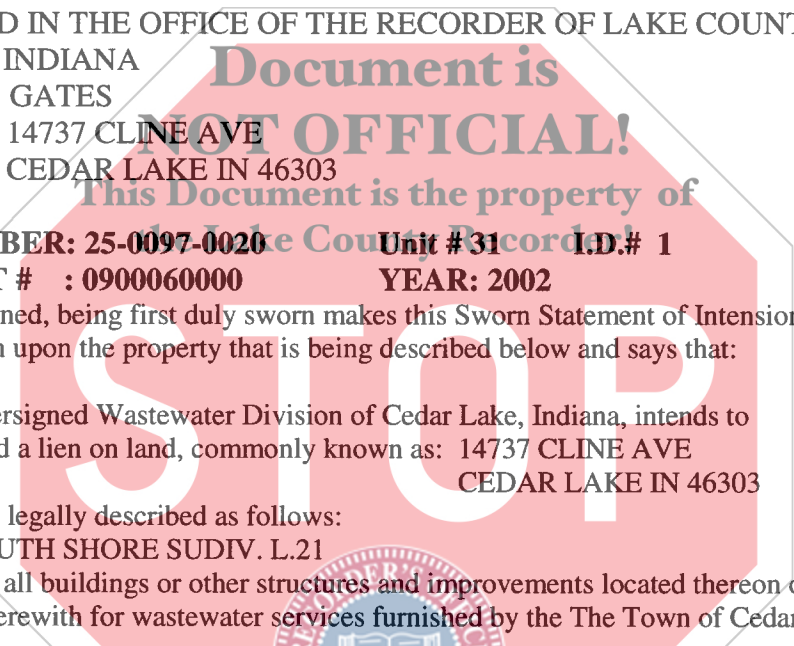 D IN THE OFFICE OF THE RECORDER OF LAKE COUNT
INDIANA
Document is
GATES
NOT OFFICIAL!
14737 CLINE AVE
CEDAR LAKE IN 46303
This Document is the property of
the Lake County Recorder!
BER: 25-0097-0020 Unit # 31 I.D.# 1
# : 0900060000 YEAR: 2002
ned, being first duly sworn makes this Sworn Statement of Intension
upon the property that is being described below and says that:
STOP
ersigned Wastewater Division of Cedar Lake, Indiana, intends to
d a lien on land, commonly known as: 14737 CLINE AVE
CEDAR LAKE IN 46303
legally described as follows:
UTH SHORE SUDIV. L.21
all buildings or other structures and improvements located thereon
erewith for wastewater services furnished by the The Town of Cedar